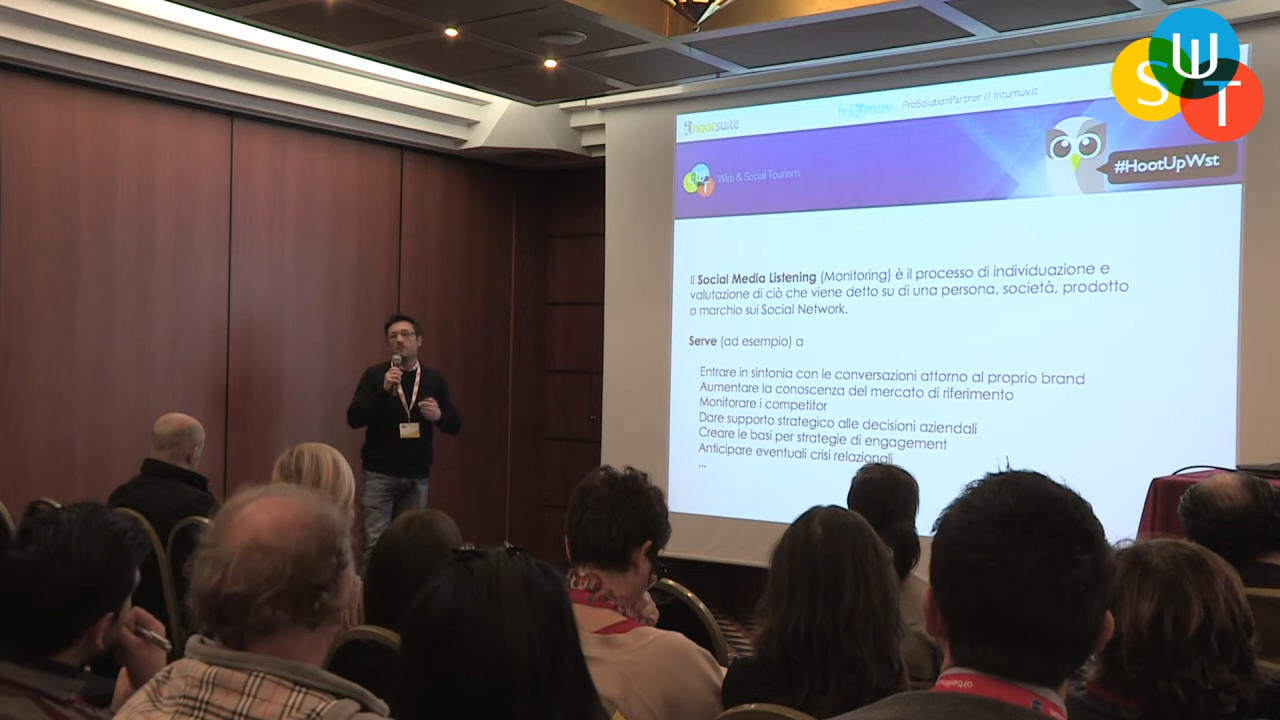 S W T
hootsuite
fritumuv ProSolutionPartner // fritumuv.it
SWT Web & Social Tourism
#HootUpWst
Il Social Media Listening (Monitoring) è il processo di individuazione e
valutazione di ciò che viene detto su di una persona, società, prodotto
o marchio sui Social Network.
Serve (ad esempio) a
Entrare in sintonia con le conversazioni attorno al proprio brand
Aumentare la conoscenza del mercato di riferimento
Monitorare i competitor
Dare supporto strategico alle decisioni aziendali
Creare le basi per strategie di engagement
Anticipare eventuali crisi relazionali
...